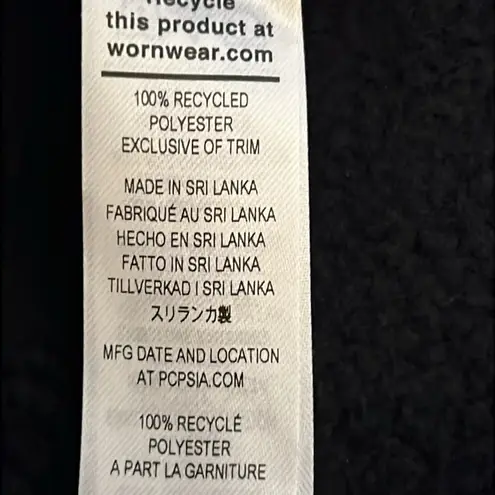 recycle
this product at
wornwear.com
100% RECYCLED
POLYESTER
EXCLUSIVE OF TRIM
MADE IN SRI LANKA
FABRIQUÉ AU SRI LANKA
HECHO EN SRI LANKA
FATTO IN SRI LANKA
TILLVERKAD I SRI LANKA
スリランカ製
MFG DATE AND LOCATION
AT PCPSIA.COM
100% RECYCLÉ
POLYESTER
A PART LA GARNITURE